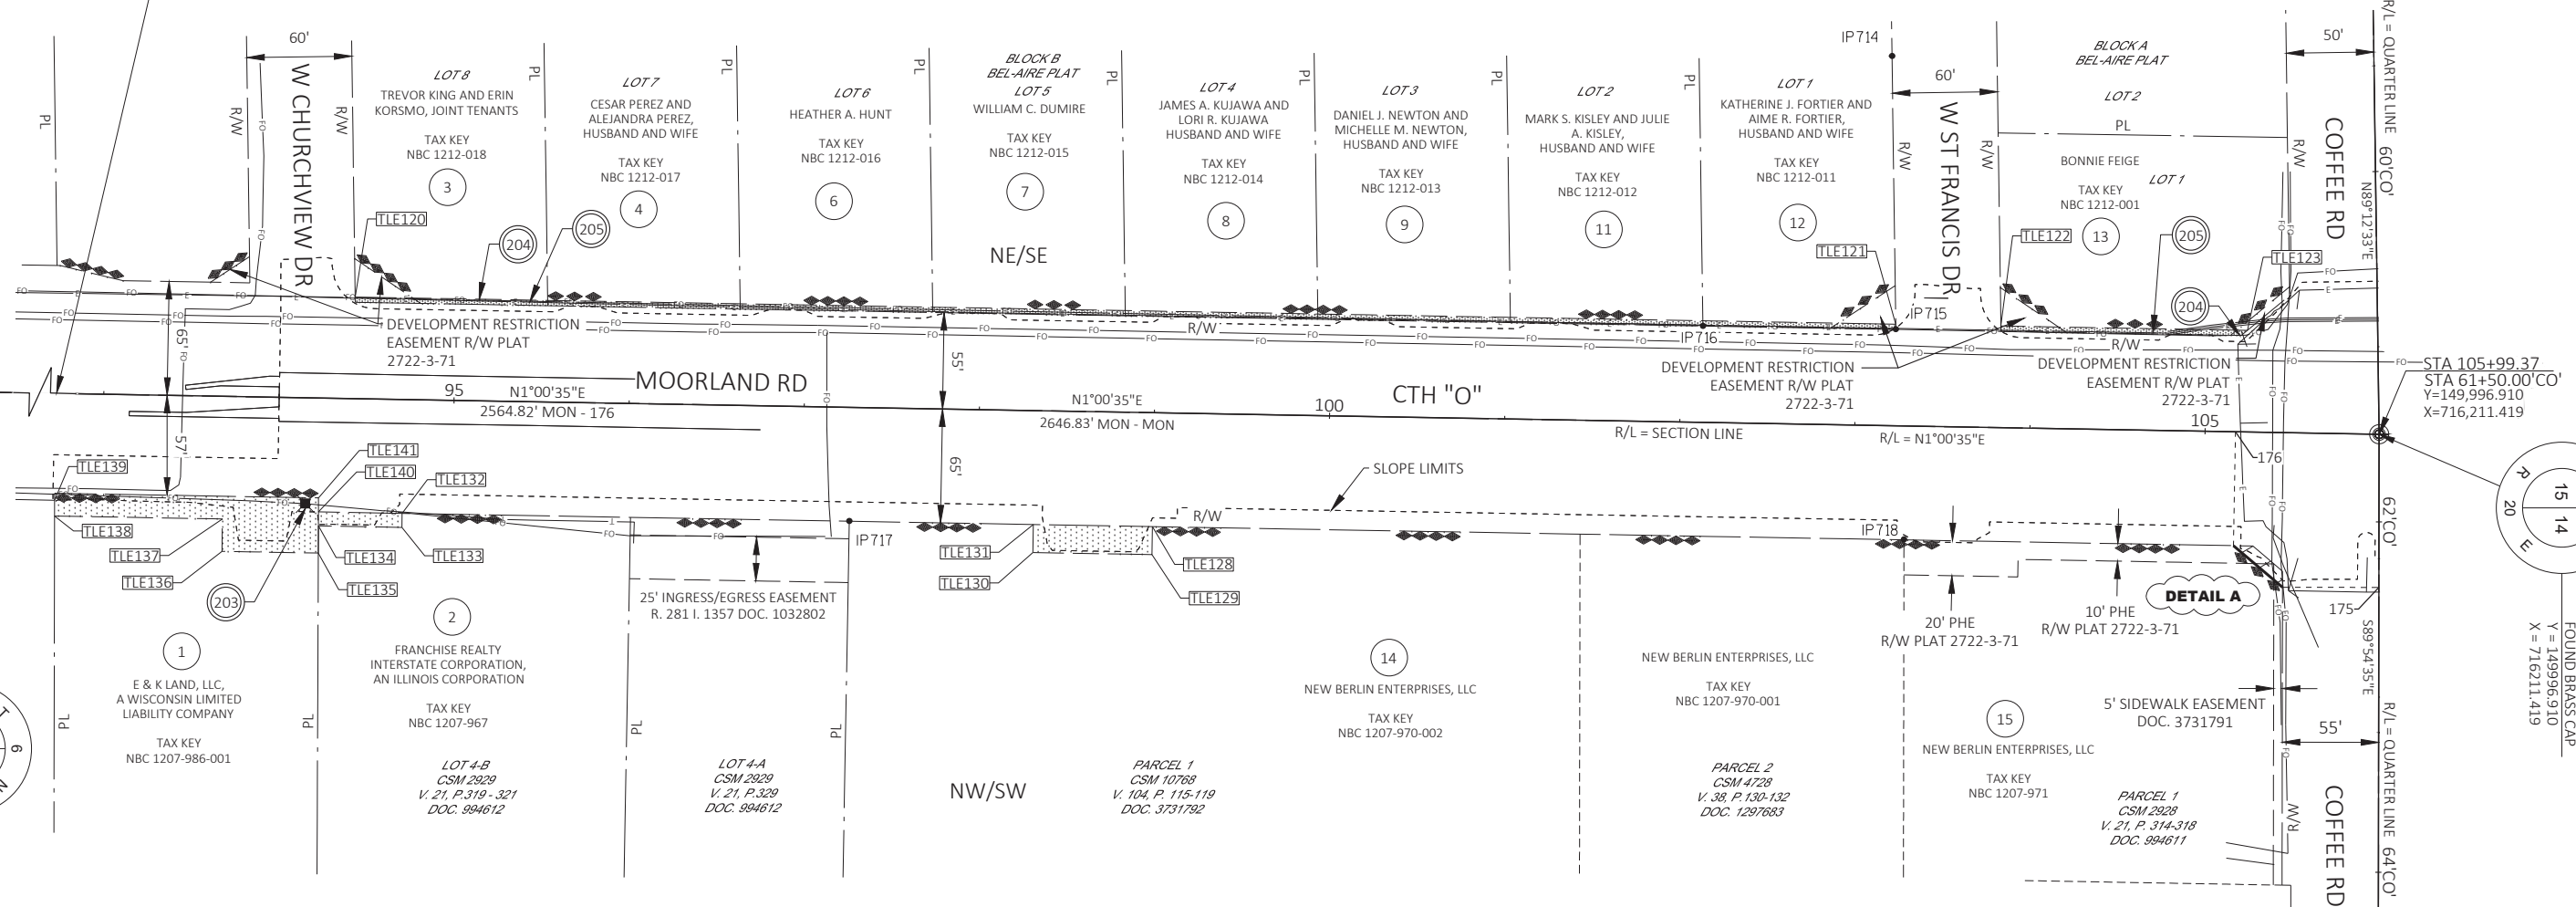 60'
W CHURCHVIEW DR
PL
R/W
R/W
FO
LOT 8
TREVOR KING AND ERIN
KORSMO, JOINT TENANTS
TAX KEY
NBC 1212-018
3
TLE120
204
205
PL
LOT 7
CESAR PEREZ AND
ALEJANDRA PEREZ,
HUSBAND AND WIFE
TAX KEY
NBC 1212-017
4
PL
LOT 6
HEATHER A. HUNT
TAX KEY
NBC 1212-016
6
PL
BLOCK B
BEL-AIRE PLAT
LOT 5
WILLIAM C. DUMIRE
TAX KEY
NBC 1212-015
7
NE/SE
PL
LOT 4
JAMES A. KUJAWA AND
LORI R. KUJAWA
HUSBAND AND WIFE
TAX KEY
NBC 1212-014
8
PL
LOT 3
DANIEL J. NEWTON AND
MICHELLE M. NEWTON,
HUSBAND AND WIFE
TAX KEY
NBC 1212-013
9
PL
LOT 2
MARK S. KISLEY AND JULIE
A. KISLEY,
HUSBAND AND WIFE
TAX KEY
NBC 1212-012
11
PL
LOT 1
KATHERINE J. FORTIER AND
AIME R. FORTIER,
HUSBAND AND WIFE
TAX KEY
NBC 1212-011
12
TLE121
IP714
60'
R/W
W ST FRANCIS DR
R/W
BLOCK A
BEL-AIRE PLAT
LOT 2
PL
BONNIE FEIGE
LOT 1
TAX KEY
NBC 1212-001
13
TLE122
205
TLE123
204
50'
R/W
COFFEE RD
N89°12'33"E
R/L = QUARTER LINE 60'CO'
65'
DEVELOPMENT RESTRICTION
EASEMENT R/W PLAT
2722-3-71
R/W
IP716
IP715
DEVELOPMENT RESTRICTION
EASEMENT R/W PLAT
2722-3-71
R/W
DEVELOPMENT RESTRICTION
EASEMENT R/W PLAT
2722-3-71
STA 105+99.37
STA 61+50.00'CO'
Y=149,996.910
X=716,211.419
55'
MOORLAND RD
CTH "O"
95
N1°00'35"E
2564.82' MON - 176
N1°00'35"E
2646.83' MON - MON
100
R/L = SECTION LINE
R/L = N1°00'35"E
105
176
57'
65'
SLOPE LIMITS
15
14
R
20
E
62'CO'
TLE139
TLE141
TLE140
TLE132
TLE138
TLE137
TLE136
TLE134
TLE135
TLE133
203
IP717
TLE131
TLE130
R/W
TLE128
TLE129
IP718
DETAIL A
175
25' INGRESS/EGRESS EASEMENT
R. 281 I. 1357 DOC. 1032802
20' PHE
R/W PLAT 2722-3-71
10' PHE
R/W PLAT 2722-3-71
S89°54'35"E
FOUND BRASS CAP
Y = 149996.910
X = 716211.419
1
E & K LAND, LLC,
A WISCONSIN LIMITED
LIABILITY COMPANY
TAX KEY
NBC 1207-986-001
PL
PL
2
FRANCHISE REALTY
INTERSTATE CORPORATION,
AN ILLINOIS CORPORATION
TAX KEY
NBC 1207-967
LOT 4-B
CSM 2929
V. 21, P.319 - 321
DOC. 994612
PL
LOT 4-A
CSM 2929
V. 21, P.329
DOC. 994612
PL
NW/SW
14
NEW BERLIN ENTERPRISES, LLC
TAX KEY
NBC 1207-970-002
PARCEL 1
CSM 10768
V. 104, P. 115-119
DOC. 3731792
NEW BERLIN ENTERPRISES, LLC
TAX KEY
NBC 1207-970-001
PARCEL 2
CSM 4728
V. 38, P.130-132
DOC. 1297683
15
NEW BERLIN ENTERPRISES, LLC
TAX KEY
NBC 1207-971
PARCEL 1
CSM 2928
V. 21, P. 314-318
DOC. 994611
5' SIDEWALK EASEMENT
DOC. 3731791
55'
R/W
COFFEE RD
R/L = QUARTER LINE 64'CO'
T
6
N